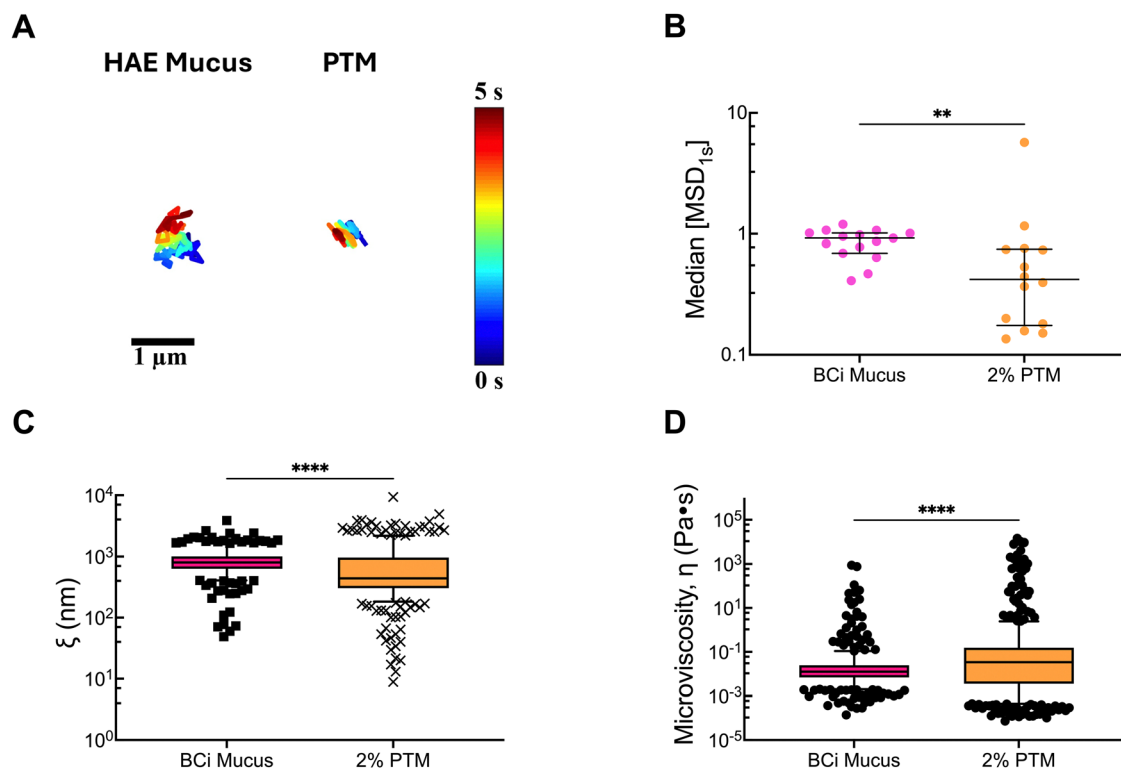 A
HAE Mucus
PTM
5 s
0 s
1 µm
B
**
Median [MSD1s]
10
1
0.1
BCi Mucus
2% PTM
C
****
ξ (nm)
10^4
10^3
10^2
10^1
10^0
BCi Mucus
2% PTM
D
****
Microviscosity, η (Pa•s)
10^5
10^3
10^1
10^-1
10^-3
10^-5
BCi Mucus
2% PTM